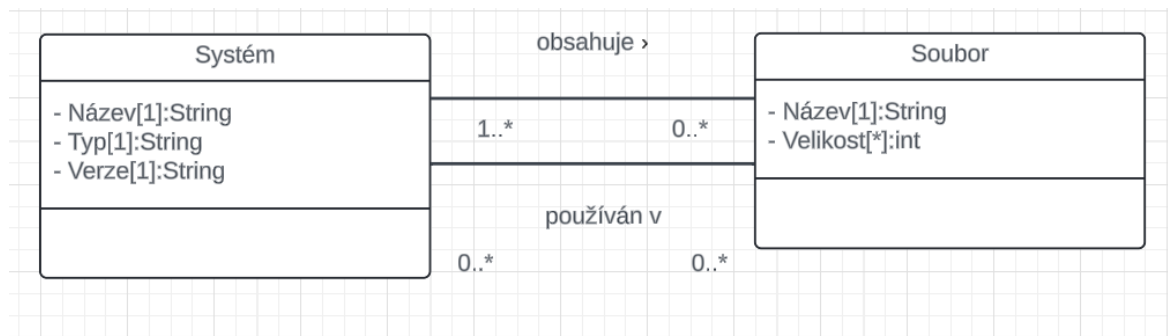 Systém
- Název[1]:String
- Typ[1]:String
- Verze[1]:String
obsahuje ›
1..*
0..*
používán v
0..*
0..*
Soubor
- Název[1]:String
- Velikost[*]:int